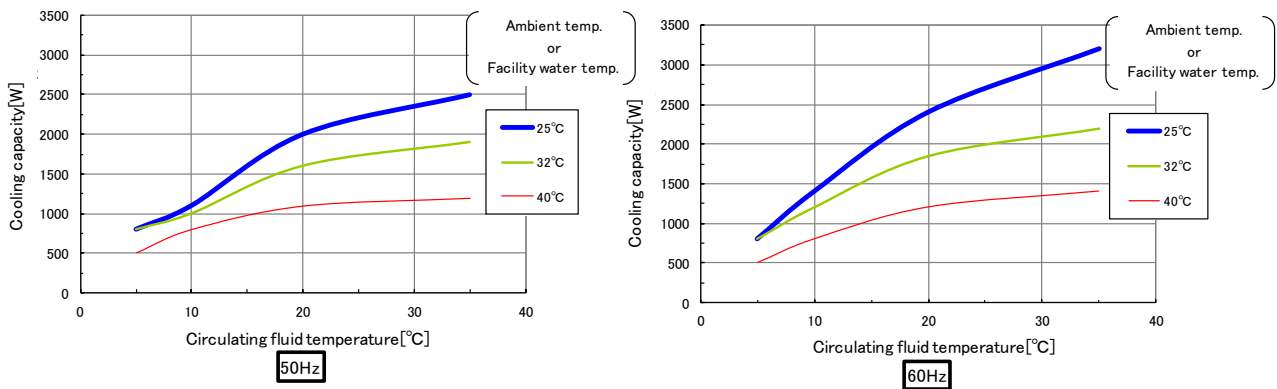 3500
3000
2500
2000
1500
1000
500
0
Cooling capacity[W]
0 10 20 30 40
Circulating fluid temperature[℃]
50Hz
Ambient temp.
or
Facility water temp.
25℃
32℃
40℃
3500
3000
2500
2000
1500
1000
500
0
Cooling capacity[W]
0 10 20 30 40
Circulating fluid temperature[℃]
60Hz
Ambient temp.
or
Facility water temp.
25℃
32℃
40℃